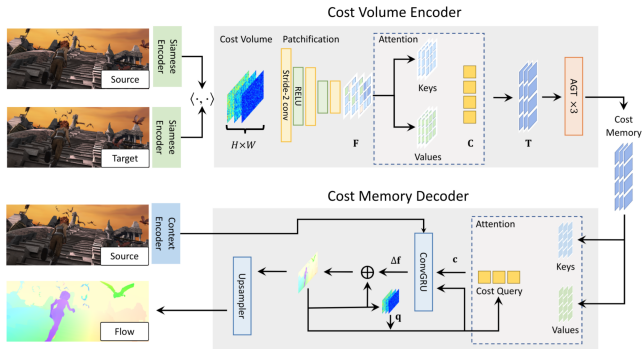 Cost Volume Encoder
Source
Siamese
Encoder
Target
Siamese
Encoder
⟨·,·⟩
Cost Volume
H×W
Patchification
Stride-2 conv
RELU
F
Attention
Keys
Values
C
T
AGT ×3
Cost
Memory
Cost Memory Decoder
Source
Context
Encoder
Flow
Upsampler
Δf
q
ConvGRU
c
Attention
Cost Query
Keys
Values